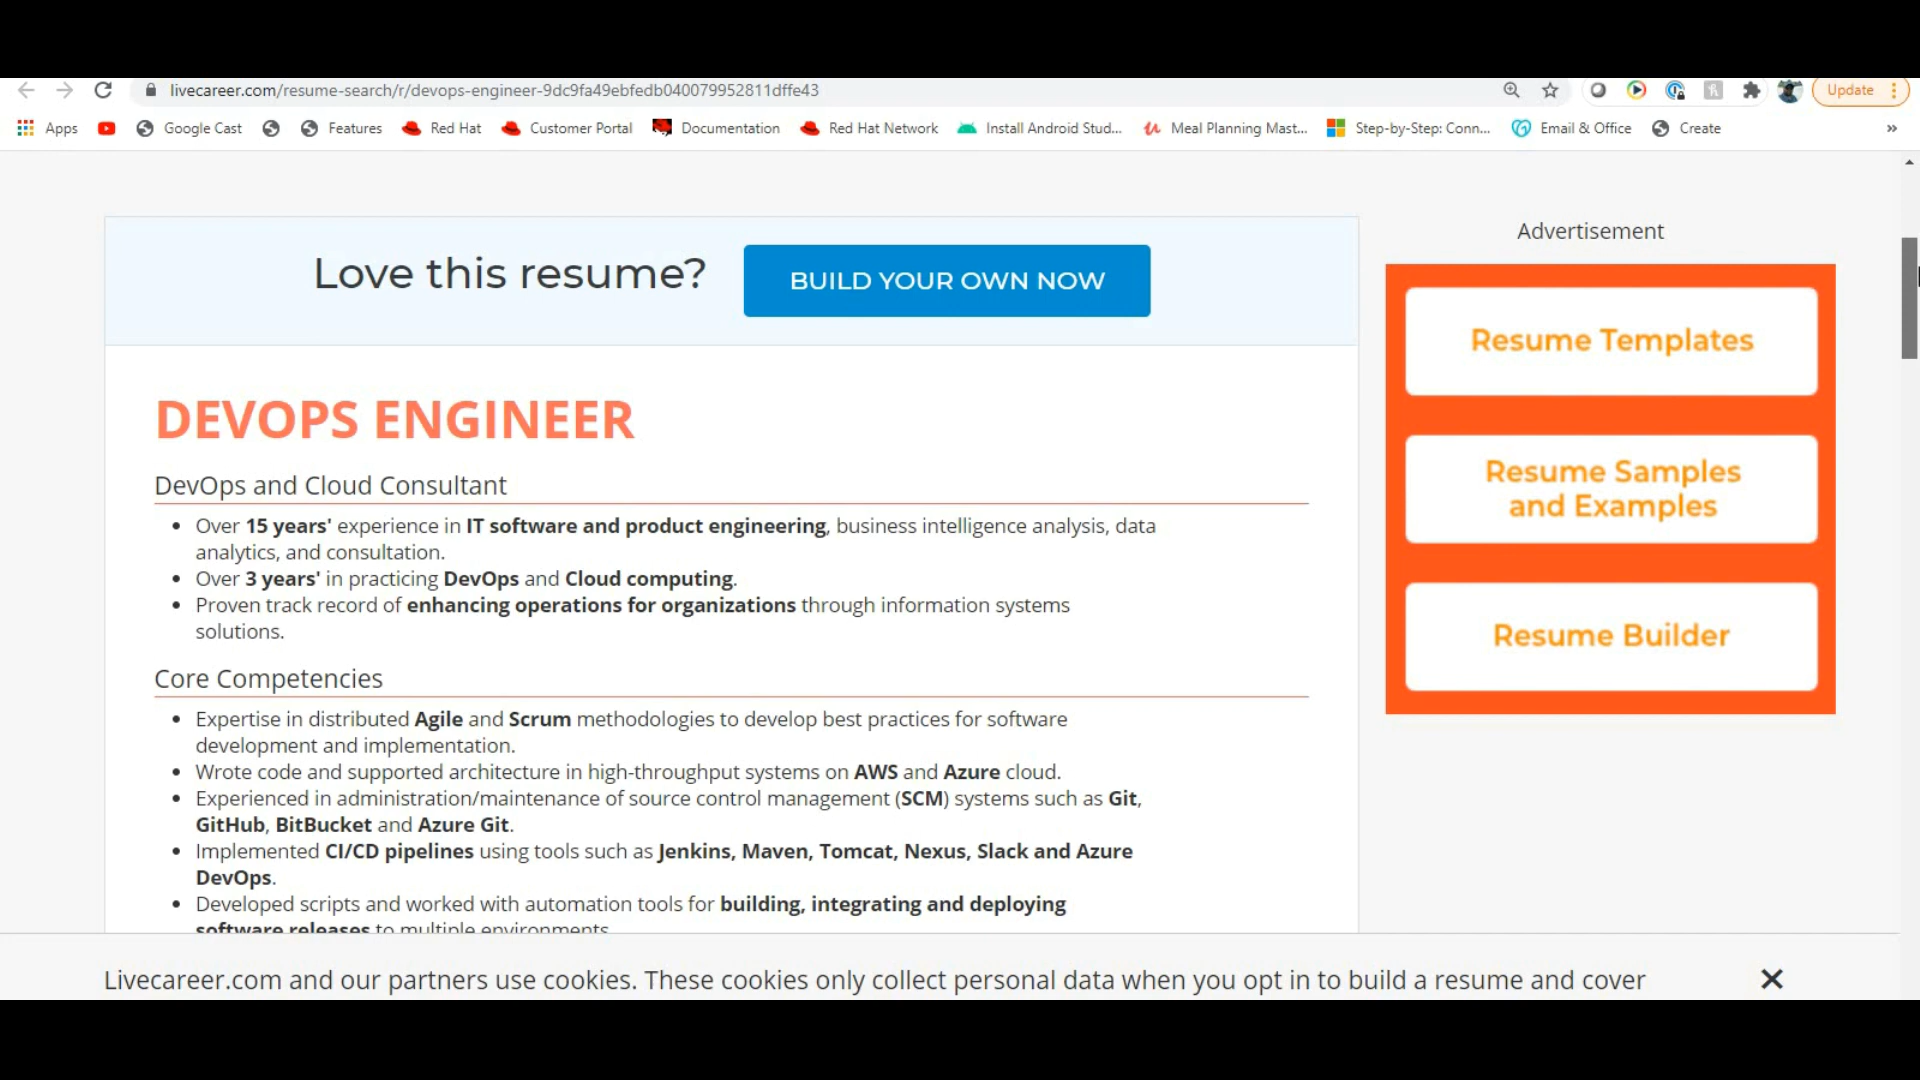 livecareer.com/resume-search/r/devops-engineer-9dc9fa49ebfedb040079952811dffe43
Update
Apps
Google Cast
Features
Red Hat
Customer Portal
Documentation
Red Hat Network
Install Android Stud...
Meal Planning Mast...
Step-by-Step: Conn...
Email & Office
Create
»
Love this resume?
BUILD YOUR OWN NOW
DEVOPS ENGINEER
DevOps and Cloud Consultant
• Over 15 years' experience in IT software and product engineering, business intelligence analysis, data
analytics, and consultation.
• Over 3 years' in practicing DevOps and Cloud computing.
• Proven track record of enhancing operations for organizations through information systems
solutions.
Core Competencies
• Expertise in distributed Agile and Scrum methodologies to develop best practices for software
development and implementation.
• Wrote code and supported architecture in high-throughput systems on AWS and Azure cloud.
• Experienced in administration/maintenance of source control management (SCM) systems such as Git,
GitHub, BitBucket and Azure Git.
• Implemented CI/CD pipelines using tools such as Jenkins, Maven, Tomcat, Nexus, Slack and Azure
DevOps.
• Developed scripts and worked with automation tools for building, integrating and deploying
software releases to multiple environments.
Advertisement
Resume Templates
Resume Samples
and Examples
Resume Builder
Livecareer.com and our partners use cookies. These cookies only collect personal data when you opt in to build a resume and cover